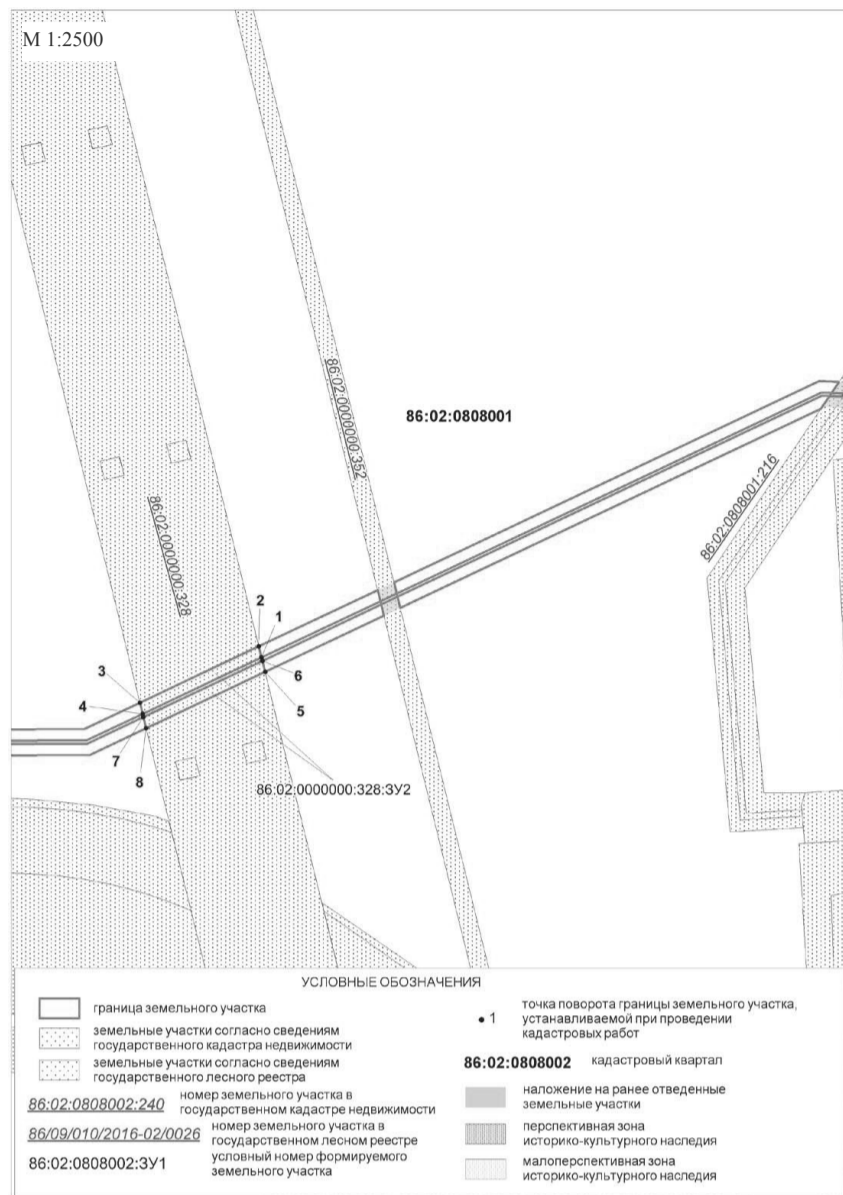 М 1:2500
86:02:0000000:352
86:02:0808001
86:02:0808001:216
86:02:0000000:328
2
1
6
5
3
4
7
8
86:02:0000000:328:ЗУ2
УСЛОВНЫЕ ОБОЗНАЧЕНИЯ
граница земельного участка
земельные участки согласно сведениям
государственного кадастра недвижимости
земельные участки согласно сведениям
государственного лесного реестра
86:02:0808002:240
номер земельного участка в
государственном кадастре недвижимости
86/09/010/2016-02/0026
номер земельного участка в
государственном лесном реестре
86:02:0808002:ЗУ1
условный номер формируемого
земельного участка
1
точка поворота границы земельного участка,
устанавливаемой при проведении
кадастровых работ
86:02:0808002
кадастровый квартал
наложение на ранее отведенные
земельные участки
перспективная зона
историко-культурного наследия
малоперспективная зона
историко-культурного наследия